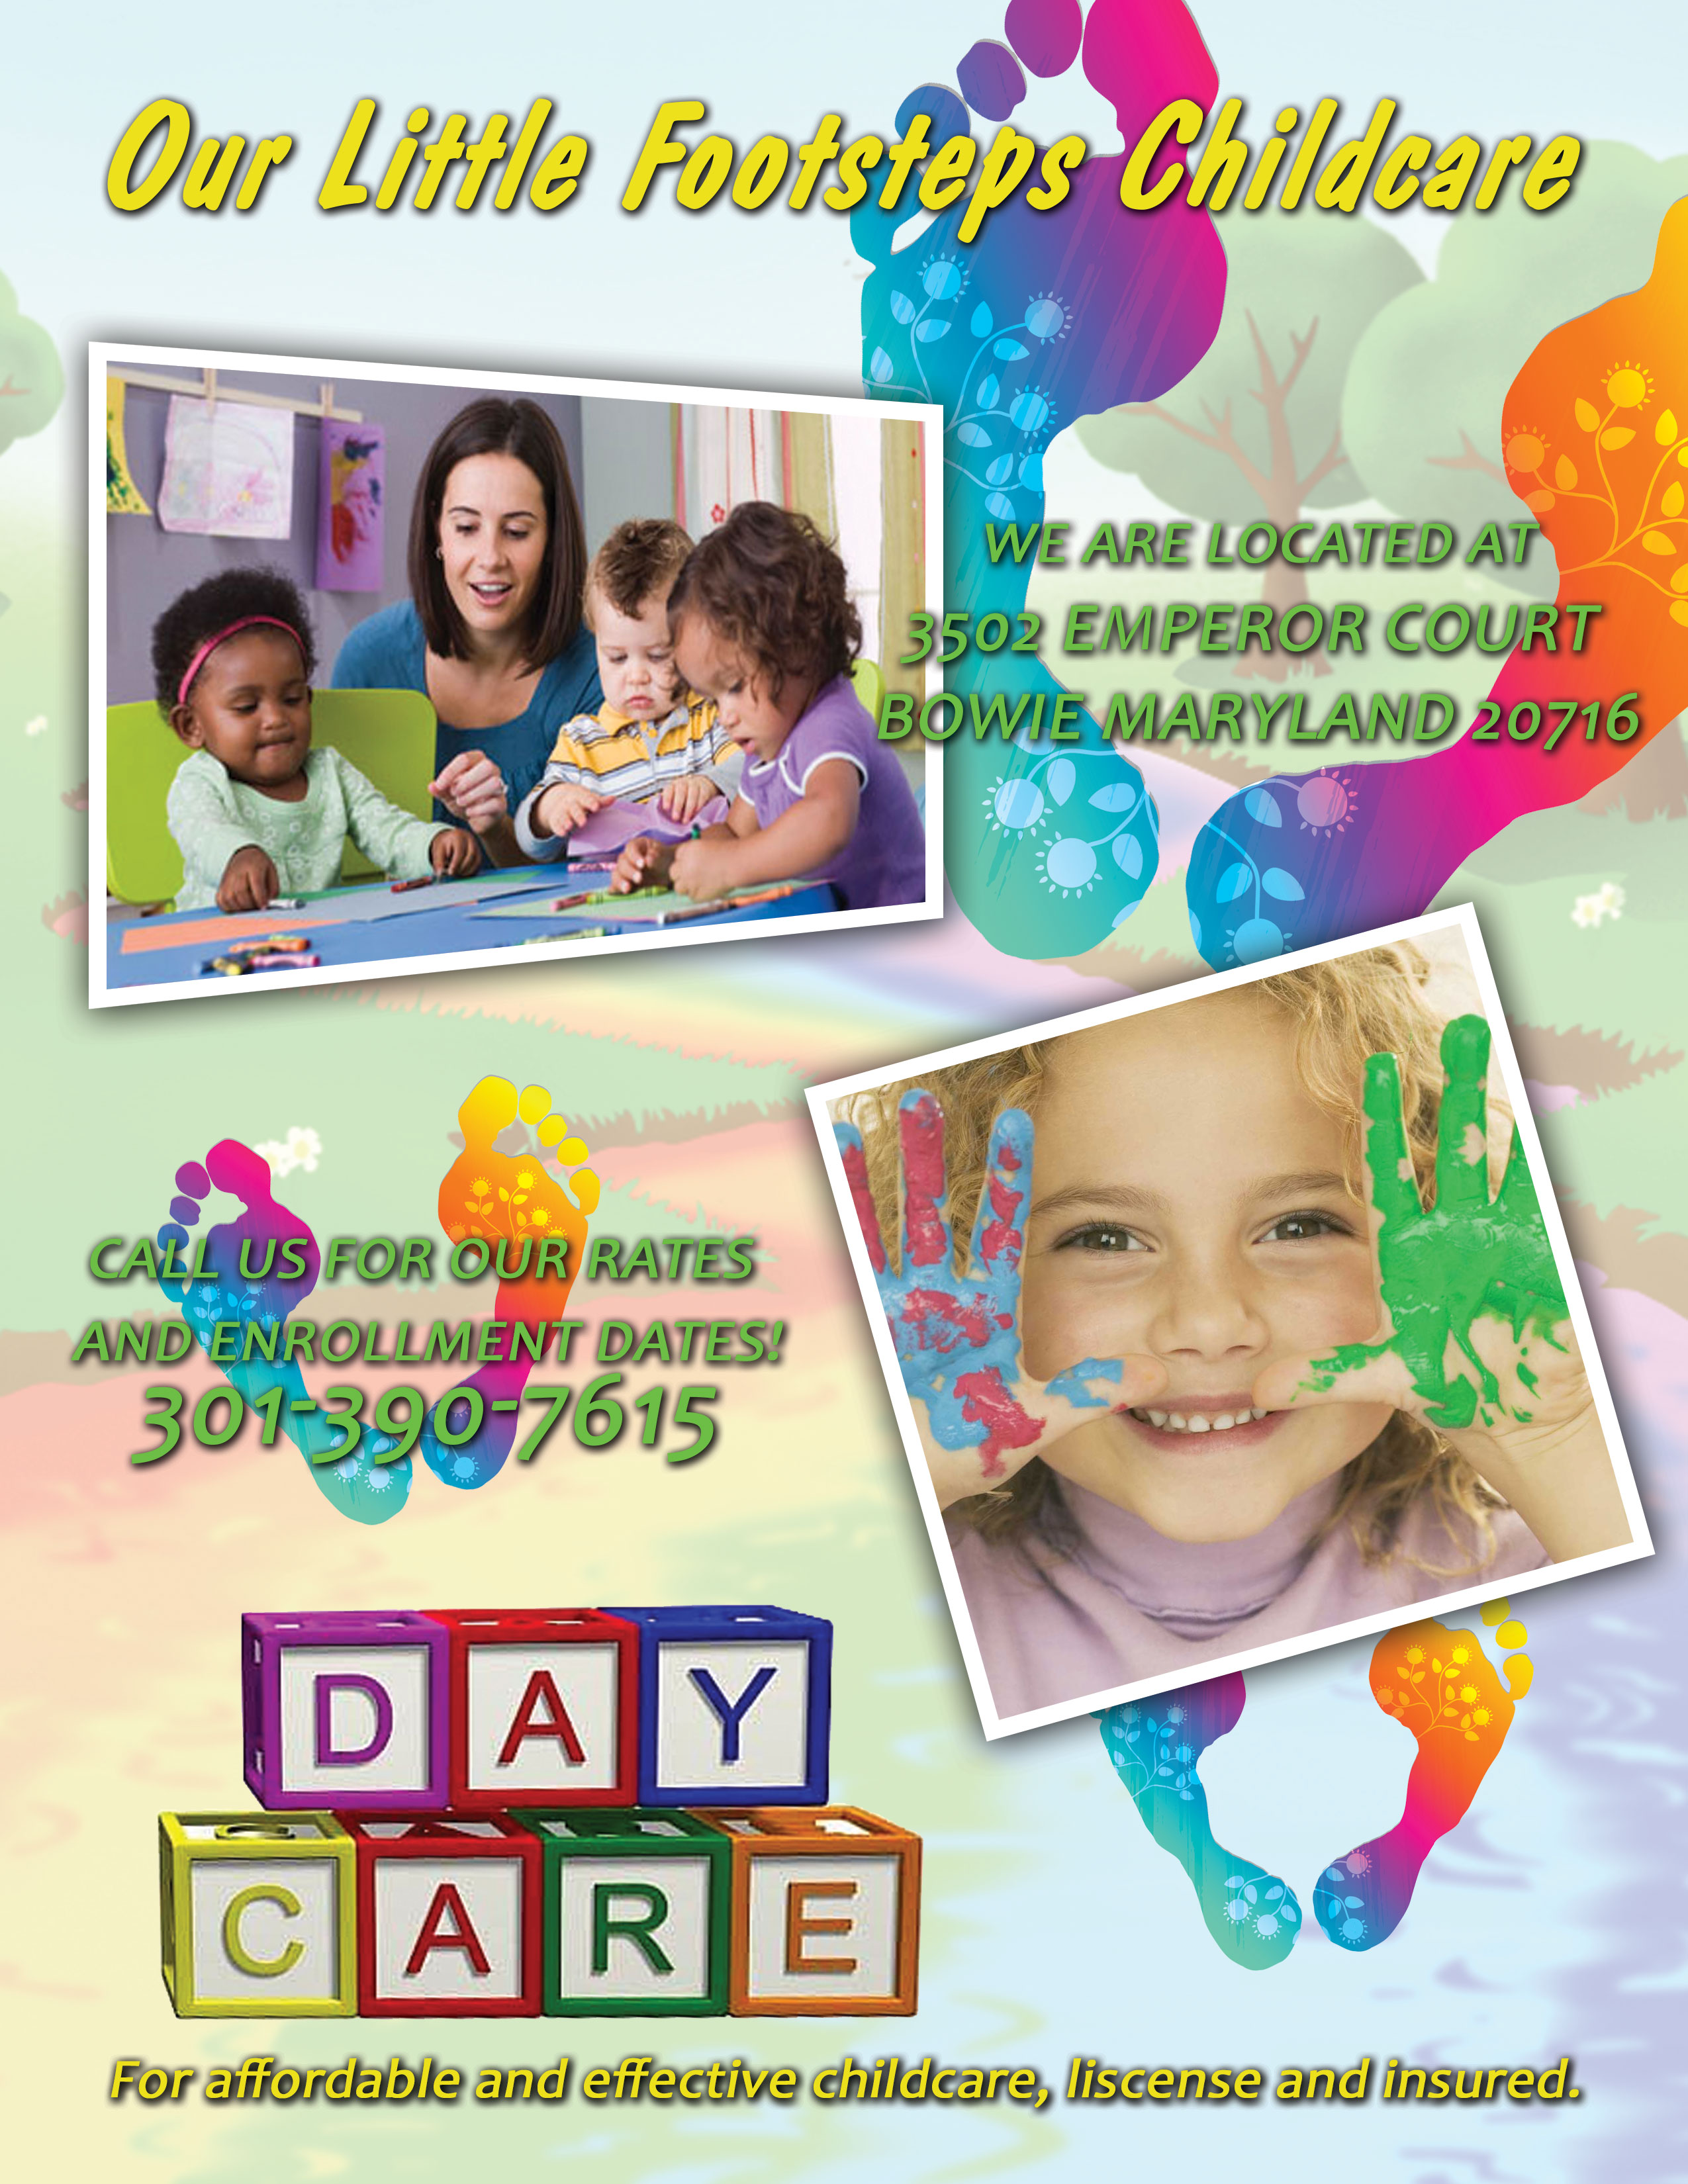 Our Little Footsteps Childcare
WE ARE LOCATED AT
3502 EMPEROR COURT
BOWIE MARYLAND 20716
CALL US FOR OUR RATES
AND ENROLLMENT DATES!
301-390-7615
DAY
CARE
For affordable and effective childcare, liscense and insured.